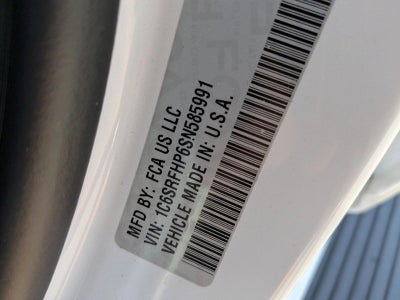 MFD BY: FCA US LLC
VIN: 1C6SRFHP6SN585991
VEHICLE MADE IN: U.S.A.